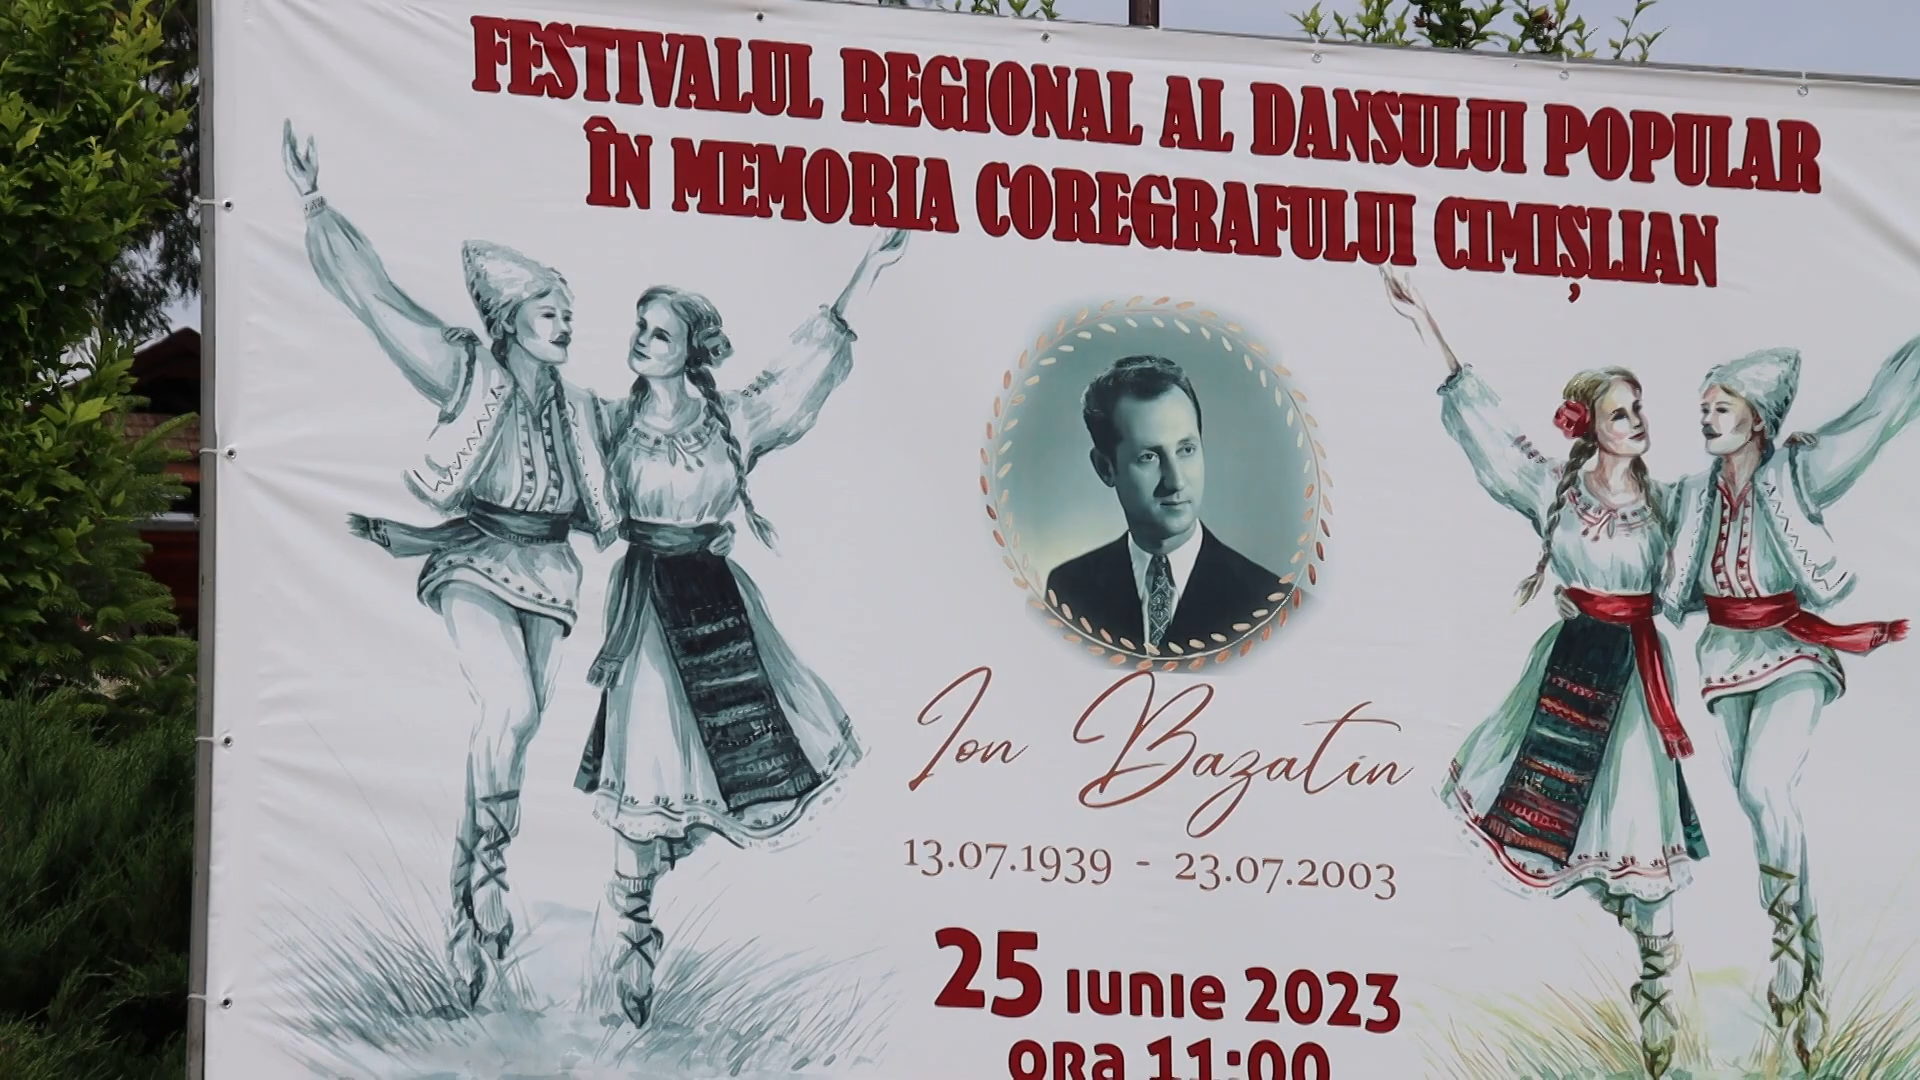 FESTIVALUL REGIONAL AL DANSULUI POPULAR
ÎN MEMORIA COREGRAFULUI CIMIȘLIAN
Ion Bazatin
13.07.1939 - 23.07.2003
25 iunie 2023
ora 11:00